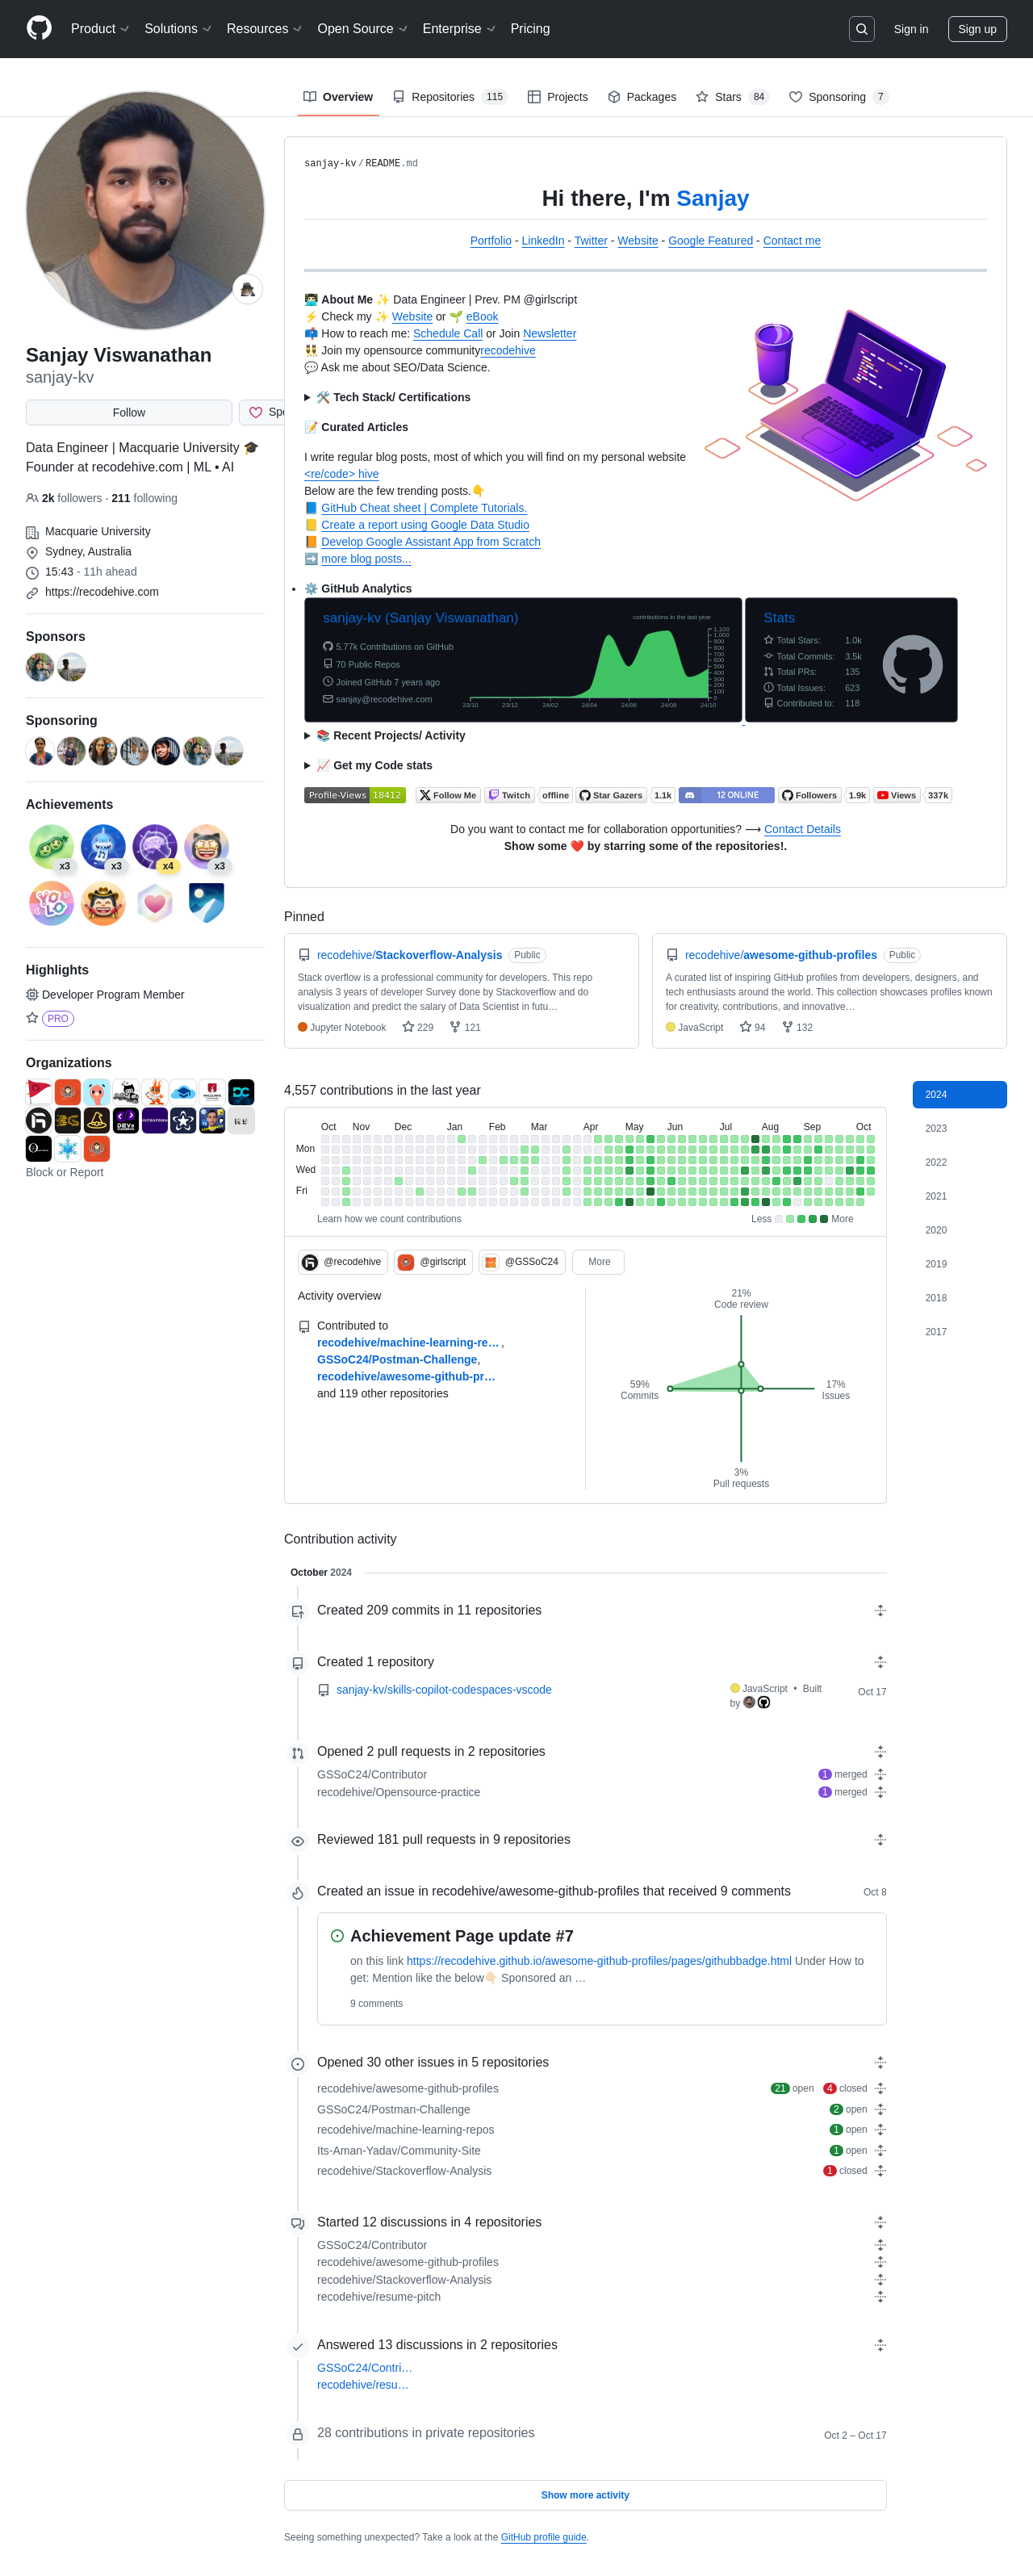 Product Solutions Resources Open Source Enterprise Pricing Sign in Sign up
Overview Repositories 115 Projects Packages Stars 84 Sponsoring 7
Sanjay Viswanathan
sanjay-kv
Follow Spo
Data Engineer | Macquarie University 🎓
Founder at recodehive.com | ML • AI
2k followers · 211 following
Macquarie University
Sydney, Australia
15:43 - 11h ahead
https://recodehive.com
Sponsors
Sponsoring
Achievements
x3 x3 x4 x3
YOLO
Highlights
Developer Program Member
PRO
Organizations
Block or Report
sanjay-kv/README.md
Hi there, I'm Sanjay
Portfolio - LinkedIn - Twitter - Website - Google Featured - Contact me
👨🏻‍💻 About Me ✨ Data Engineer | Prev. PM @girlscript
⚡ Check my ✨ Website or 🌱 eBook
📫 How to reach me: Schedule Call or Join Newsletter
👯 Join my opensource communityrecodehive
💬 Ask me about SEO/Data Science.
▶ 🛠️ Tech Stack/ Certifications
📝 Curated Articles
I write regular blog posts, most of which you will find on my personal website
<re/code> hive
Below are the few trending posts.👇
📘 GitHub Cheat sheet | Complete Tutorials.
📒 Create a report using Google Data Studio
📙 Develop Google Assistant App from Scratch
➡️ more blog posts...
• ⚙️ GitHub Analytics
sanjay-kv (Sanjay Viswanathan)
contributions in the last year
5.77k Contributions on GitHub
70 Public Repos
Joined GitHub 7 years ago
sanjay@recodehive.com
1,100
1,000
900
800
700
600
500
400
300
200
100
0
23/10 23/12 24/02 24/04 24/06 24/08 24/10
Stats
Total Stars: 1.0k
Total Commits: 3.5k
Total PRs: 135
Total Issues: 623
Contributed to: 118
▶ 📚 Recent Projects/ Activity
▶ 📈 Get my Code stats
Profile-Views 18412 Follow Me Twitch offline Star Gazers 1.1k 12 ONLINE Followers 1.9k Views 337k
Do you want to contact me for collaboration opportunities? ⟶ Contact Details
Show some ❤️ by starring some of the repositories!.
Pinned
recodehive/Stackoverflow-Analysis Public
Stack overflow is a professional community for developers. This repo
analysis 3 years of developer Survey done by Stackoverflow and do
visualization and predict the salary of Data Scientist in futu…
Jupyter Notebook 229 121
recodehive/awesome-github-profiles Public
A curated list of inspiring GitHub profiles from developers, designers, and
tech enthusiasts around the world. This collection showcases profiles known
for creativity, contributions, and innovative…
JavaScript 94 132
4,557 contributions in the last year
Oct Nov Dec Jan Feb Mar Apr May Jun Jul Aug Sep Oct
Mon
Wed
Fri
Learn how we count contributions Less More
2024
2023
2022
2021
2020
2019
2018
2017
@recodehive @girlscript @GSSoC24 More
Activity overview
Contributed to
recodehive/machine-learning-re… ,
GSSoC24/Postman-Challenge,
recodehive/awesome-github-pr…
and 119 other repositories
21%
Code review
59%
Commits
17%
Issues
3%
Pull requests
Contribution activity
October 2024
Created 209 commits in 11 repositories
Created 1 repository
sanjay-kv/skills-copilot-codespaces-vscode JavaScript • Built
by Oct 17
Opened 2 pull requests in 2 repositories
GSSoC24/Contributor 1 merged
recodehive/Opensource-practice 1 merged
Reviewed 181 pull requests in 9 repositories
Created an issue in recodehive/awesome-github-profiles that received 9 comments Oct 8
Achievement Page update #7
on this link https://recodehive.github.io/awesome-github-profiles/pages/githubbadge.html Under How to
get: Mention like the below👇🏻 Sponsored an …
9 comments
Opened 30 other issues in 5 repositories
recodehive/awesome-github-profiles 21 open 4 closed
GSSoC24/Postman-Challenge 2 open
recodehive/machine-learning-repos 1 open
Its-Aman-Yadav/Community-Site 1 open
recodehive/Stackoverflow-Analysis 1 closed
Started 12 discussions in 4 repositories
GSSoC24/Contributor
recodehive/awesome-github-profiles
recodehive/Stackoverflow-Analysis
recodehive/resume-pitch
Answered 13 discussions in 2 repositories
GSSoC24/Contri…
recodehive/resu…
28 contributions in private repositories Oct 2 – Oct 17
Show more activity
Seeing something unexpected? Take a look at the GitHub profile guide.